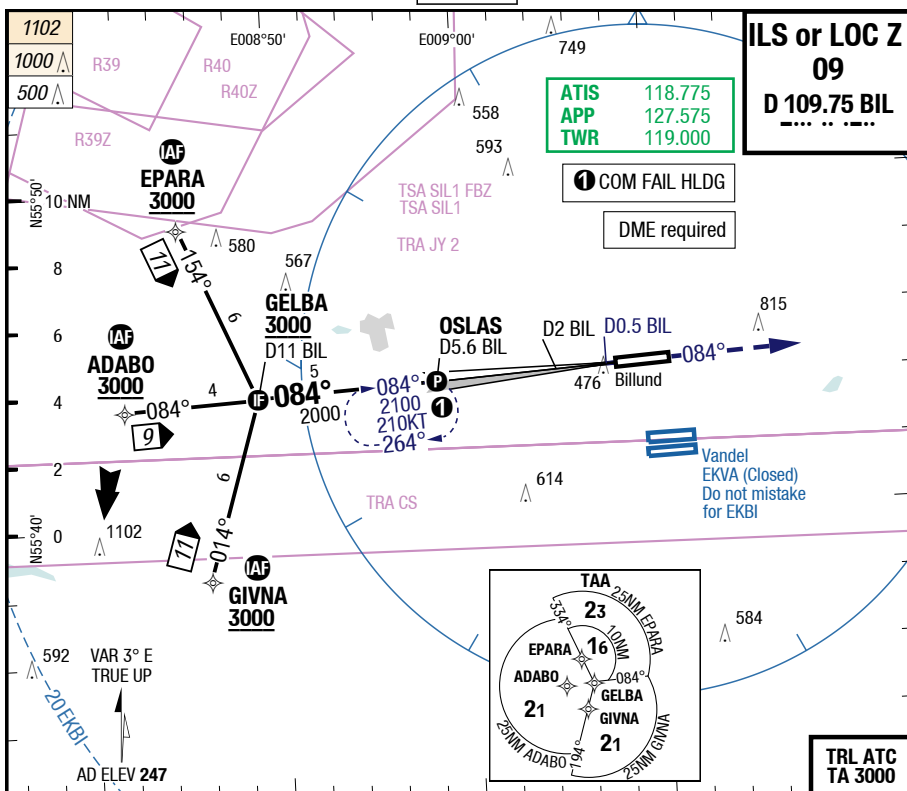 1102
1000
500
R39
R40
R40Z
R39Z
E008°50'
E009°00'
749
558
593
ILS or LOC Z
09
D 109.75 BIL
ATIS 118.775
APP 127.575
TWR 119.000
1 COM FAIL HLDG
DME required
TSA SIL1 FBZ
TSA SIL1
TRA JY 2
N55°50'
10 NM
8
6
4
2
0
N55°40'
IAF
EPARA
3000
11
154°
6
580
567
GELBA
3000
D11 BIL
IF
IAF
ADABO
3000
084°
4
9
5
084°
2000
OSLAS
D5.6 BIL
P
084°
2100
210KT
264°
1
D2 BIL
D0.5 BIL
476
Billund
084°
815
Vandel
EKVA (Closed)
Do not mistake
for EKBI
614
TRA CS
1102
11
014°
6
IAF
GIVNA
3000
592
VAR 3° E
TRUE UP
20 EKBI
AD ELEV 247
TAA
25NM EPARA
334°
23
10NM
16
EPARA
ADABO
084°
GELBA
GIVNA
21
21
25NM ADABO
194°
25NM GIVNA
584
TRL ATC
TA 3000